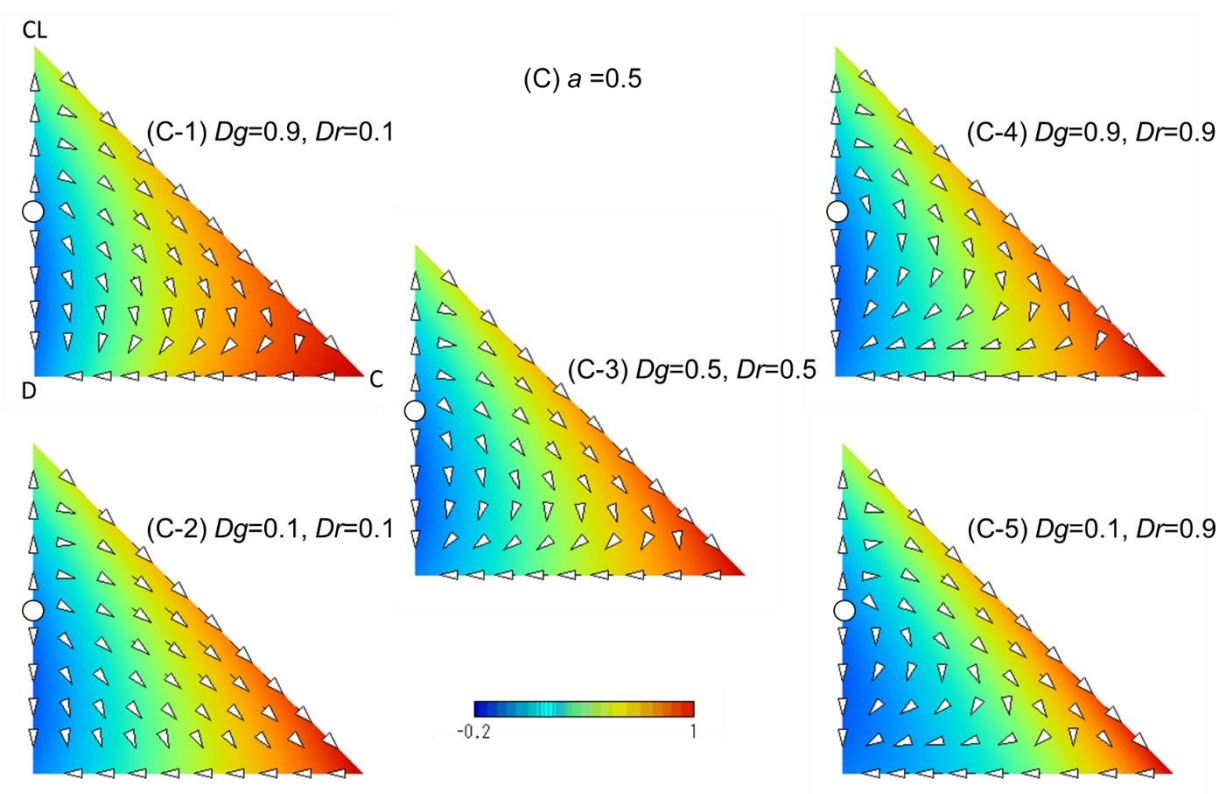 CL
(C) a =0.5
(C-1) Dg=0.9, Dr=0.1
(C-4) Dg=0.9, Dr=0.9
(C-3) Dg=0.5, Dr=0.5
D
C
(C-2) Dg=0.1, Dr=0.1
(C-5) Dg=0.1, Dr=0.9
-0.2
1